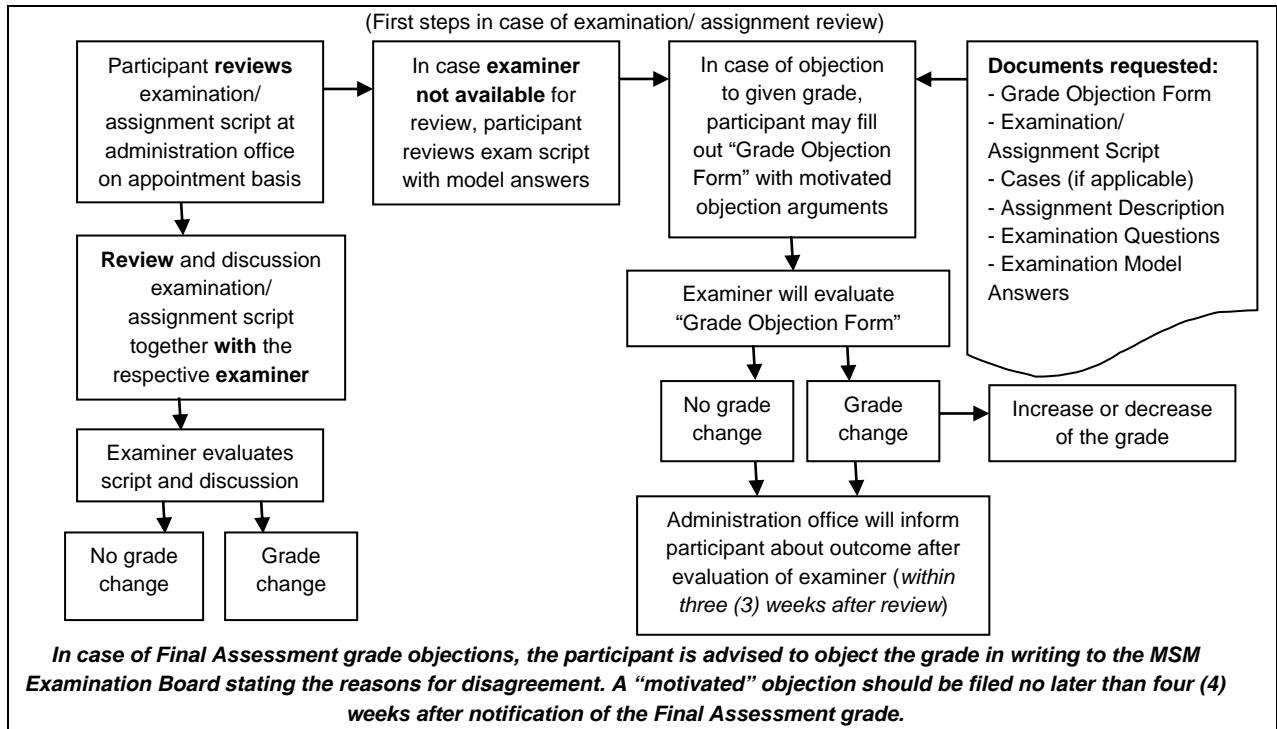 (First steps in case of examination/ assignment review)
Participant reviews
examination/
assignment script at
administration office
on appointment basis
In case examiner
not available for
review, participant
reviews exam script
with model answers
In case of objection
to given grade,
participant may fill
out “Grade Objection
Form” with motivated
objection arguments
Documents requested:
- Grade Objection Form
- Examination/
Assignment Script
- Cases (if applicable)
- Assignment Description
- Examination Questions
- Examination Model
Answers
Review and discussion
examination/
assignment script
together with the
respective examiner
Examiner will evaluate
“Grade Objection Form”
No grade
change
Grade
change
Increase or decrease
of the grade
Examiner evaluates
script and discussion
No grade
change
Grade
change
Administration office will inform
participant about outcome after
evaluation of examiner (within
three (3) weeks after review)
In case of Final Assessment grade objections, the participant is advised to object the grade in writing to the MSM
Examination Board stating the reasons for disagreement. A “motivated” objection should be filed no later than four (4)
weeks after notification of the Final Assessment grade.